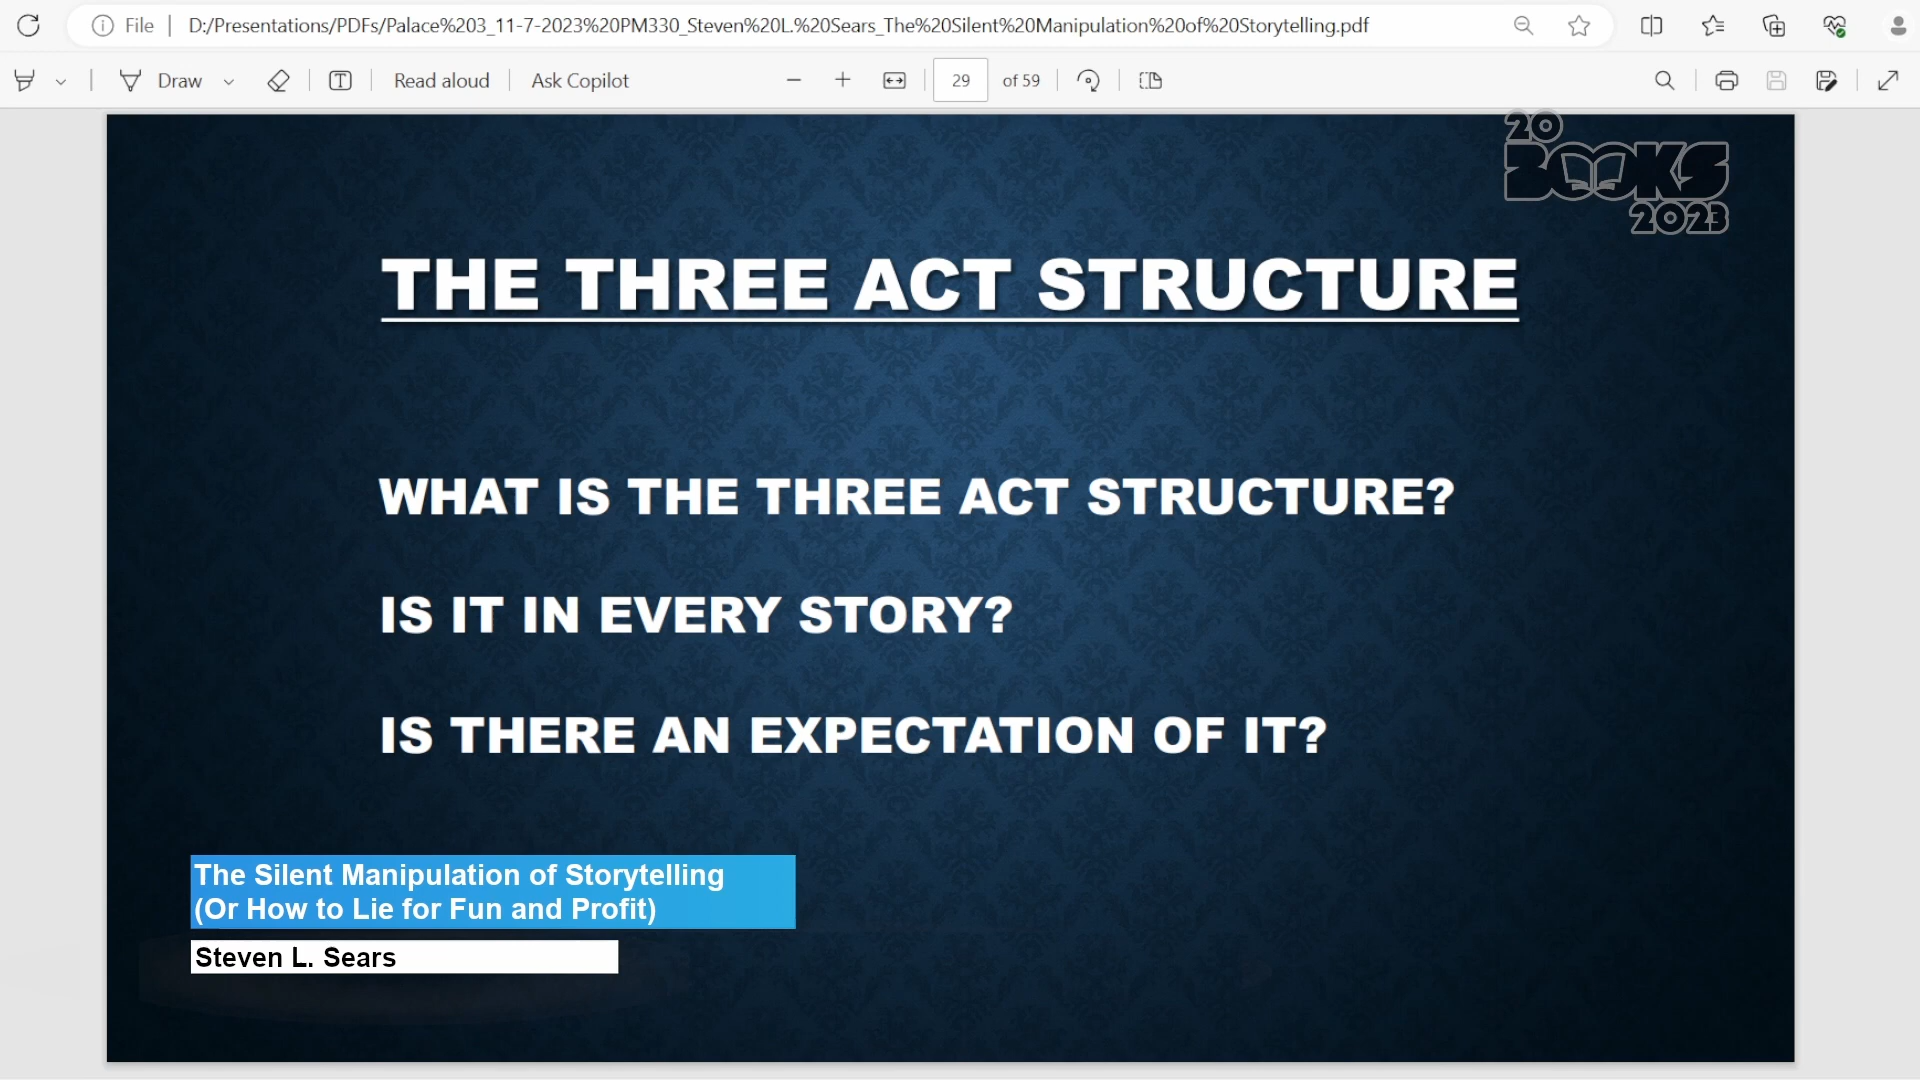 File
D:/Presentations/PDFs/Palace%203_11-7-2023%20PM330_Steven%20L.%20Sears_The%20Silent%20Manipulation%20of%20Storytelling.pdf
Draw
Read aloud
Ask Copilot
29
of 59
20
BOOKS
2023
THE THREE ACT STRUCTURE
WHAT IS THE THREE ACT STRUCTURE?
IS IT IN EVERY STORY?
IS THERE AN EXPECTATION OF IT?
The Silent Manipulation of Storytelling
(Or How to Lie for Fun and Profit)
Steven L. Sears